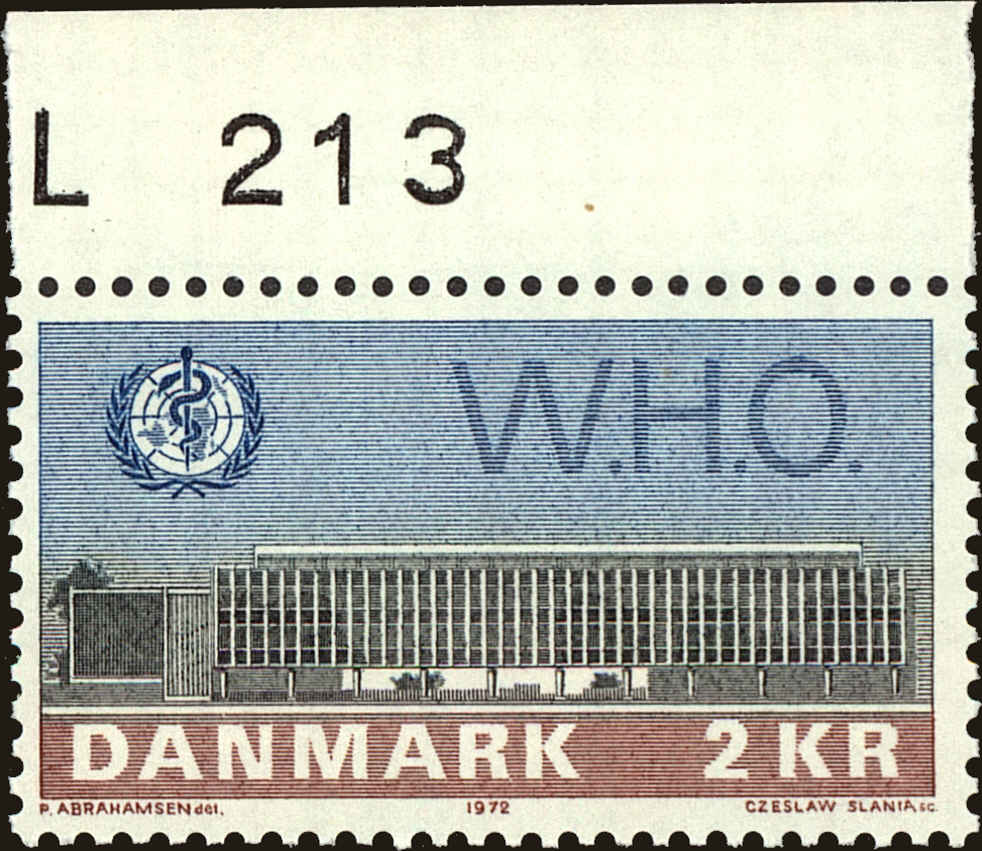 L 213
W.H.O.
DANMARK 2 KR
P. ABRAHAMSEN del. 1972 CZESLAW SLANIA sc.